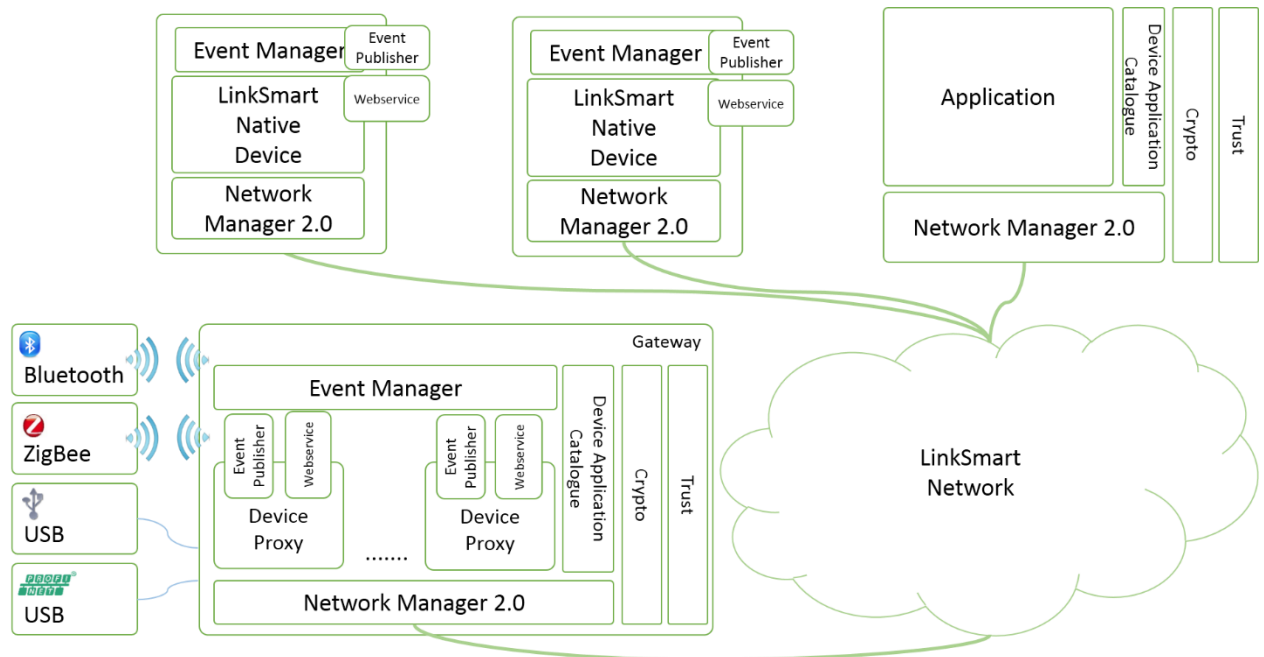 Event Manager
Event
Publisher
LinkSmart
Native
Device
Webservice
Network
Manager 2.0
Event Manager
Event
Publisher
LinkSmart
Native
Device
Webservice
Network
Manager 2.0
Application
Device Application
Catalogue
Crypto
Trust
Network Manager 2.0
Bluetooth
ZigBee
USB
PROFI
NET
USB
Gateway
Event Manager
Event
Publisher
Webservice
Device
Proxy
.......
Event
Publisher
Webservice
Device
Proxy
Device Application
Catalogue
Crypto
Trust
Network Manager 2.0
LinkSmart
Network